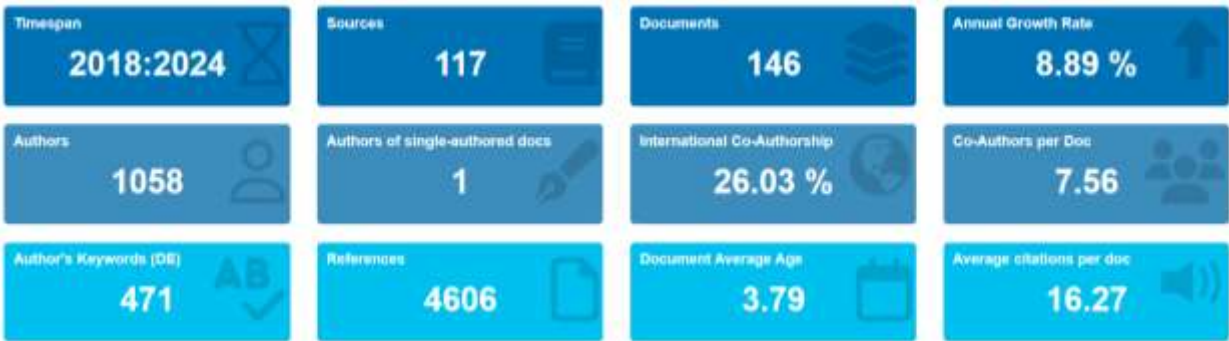 Timespan
2018:2024
Sources
117
Documents
146
Annual Growth Rate
8.89 %
Authors
1058
Authors of single-authored docs
1
International Co-Authorship
26.03 %
Co-Authors per Doc
7.56
Author's Keywords (DE)
471
AB
References
4606
Document Average Age
3.79
Average citations per doc
16.27